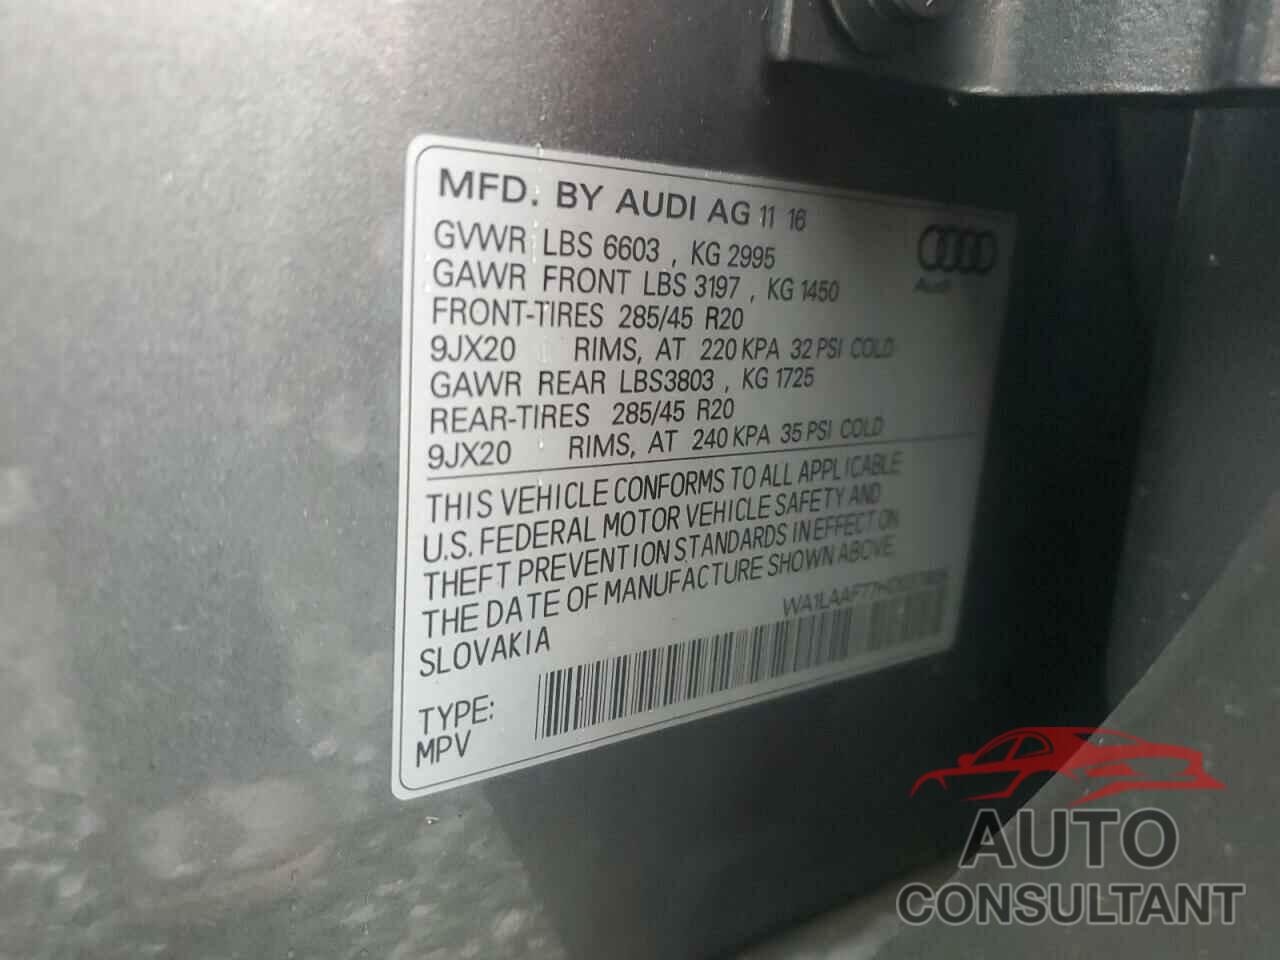 MFD. BY AUDI AG 11 16
GVWR LBS 6603 , KG 2995
GAWR FRONT LBS 3197 , KG 1450
FRONT-TIRES 285/45 R20
9JX20 RIMS, AT 220 KPA 32 PSI COLD
GAWR REAR LBS3803 , KG 1725
REAR-TIRES 285/45 R20
9JX20 RIMS, AT 240 KPA 35 PSI COLD
THIS VEHICLE CONFORMS TO ALL APPLICABLE
U.S. FEDERAL MOTOR VEHICLE SAFETY AND
THEFT PREVENTION STANDARDS IN EFFECT ON
THE DATE OF MANUFACTURE SHOWN ABOVE
SLOVAKIA
TYPE:
MPV
Audi
AUTO
CONSULTANT